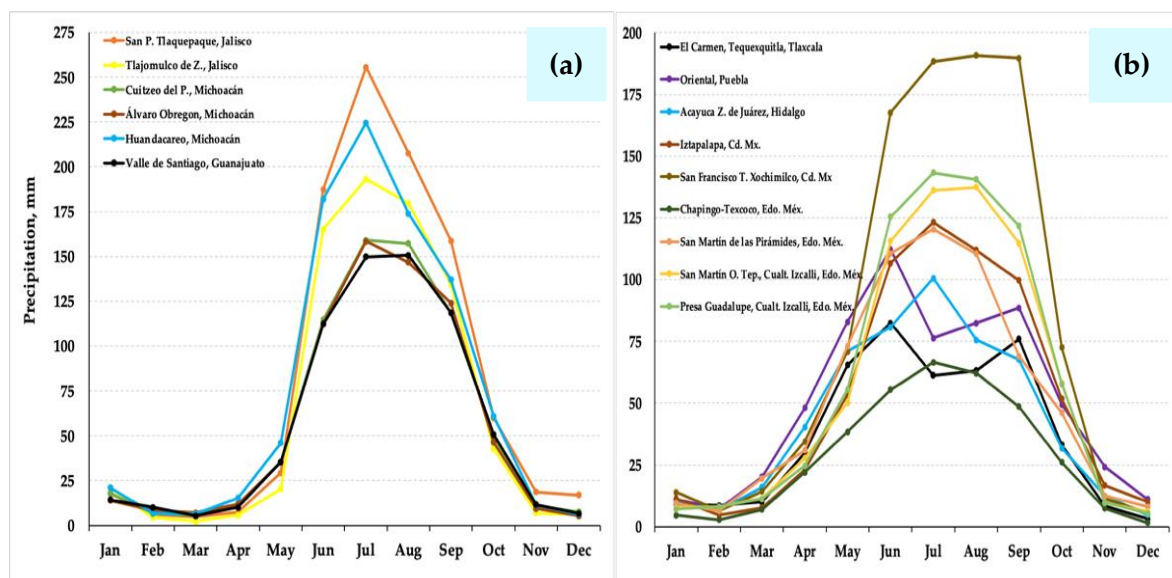 275
250
225
200
175
150
125
100
75
50
25
0
Precipitation, mm
San P. Tlaquepaque, Jalisco
Tlajomulco de Z., Jalisco
Cuitzeo del P., Michoacán
Álvaro Obregon, Michoacán
Huandacareo, Michoacán
Valle de Santiago, Guanajuato
(a)
Jan Feb Mar Apr May Jun Jul Aug Sep Oct Nov Dec
200
175
150
125
100
75
50
25
0
El Carmen, Tequexquitla, Tlaxcala
Oriental, Puebla
Acayuca Z. de Juárez, Hidalgo
Iztapalapa, Cd. Mx.
San Francisco T. Xochimilco, Cd. Mx
Chapingo-Texcoco, Edo. Méx.
San Martín de las Pirámides, Edo. Méx.
San Martín O. Tep., Cualt. Izcalli, Edo. Méx.
Presa Guadalupe, Cualt. Izcalli, Edo. Méx.
(b)
Jan Feb Mar Apr May Jun Jul Aug Sep Oct Nov Dec